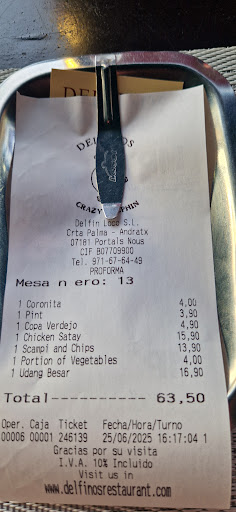 DEL
DEL OS
CRAZY PHIN
Delfin Loco S.L.
Crta Palma - Andratx
07181 Portals Nous
CIF B07709900
Tel. 971-67-64-49
PROFORMA
Mesa n ero: 13
1 Coronita 4,00
1 Pint 3,90
1 Copa Verdejo 4,90
1 Chicken Satay 15,90
1 Scampi and Chips 13,90
1 Portion of Vegetables 4,00
1 Udang Besar 16,90
Total---------- 63,50
Oper. Caja Ticket Fecha/Hora/Turno
00006 00001 246139 25/06/2025 16:17:04 1
Gracias por su visita
I.V.A. 10% Incluido
Visit us in
www.delfinosrestaurant.com